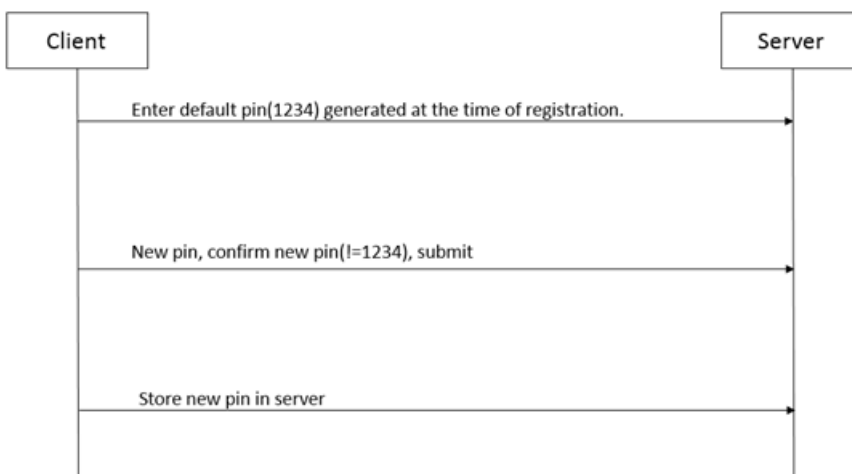 Client
Server
Enter default pin(1234) generated at the time of registration.
New pin, confirm new pin(!=1234), submit
Store new pin in server